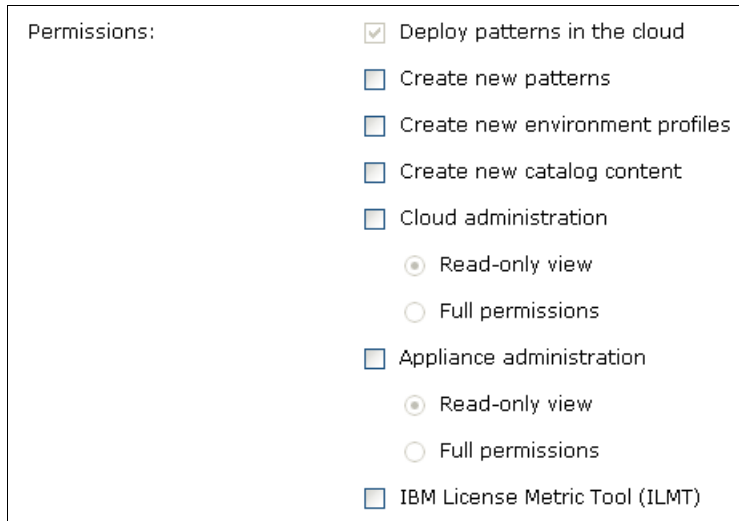 Permissions:
Deploy patterns in the cloud
Create new patterns
Create new environment profiles
Create new catalog content
Cloud administration
Read-only view
Full permissions
Appliance administration
Read-only view
Full permissions
IBM License Metric Tool (ILMT)